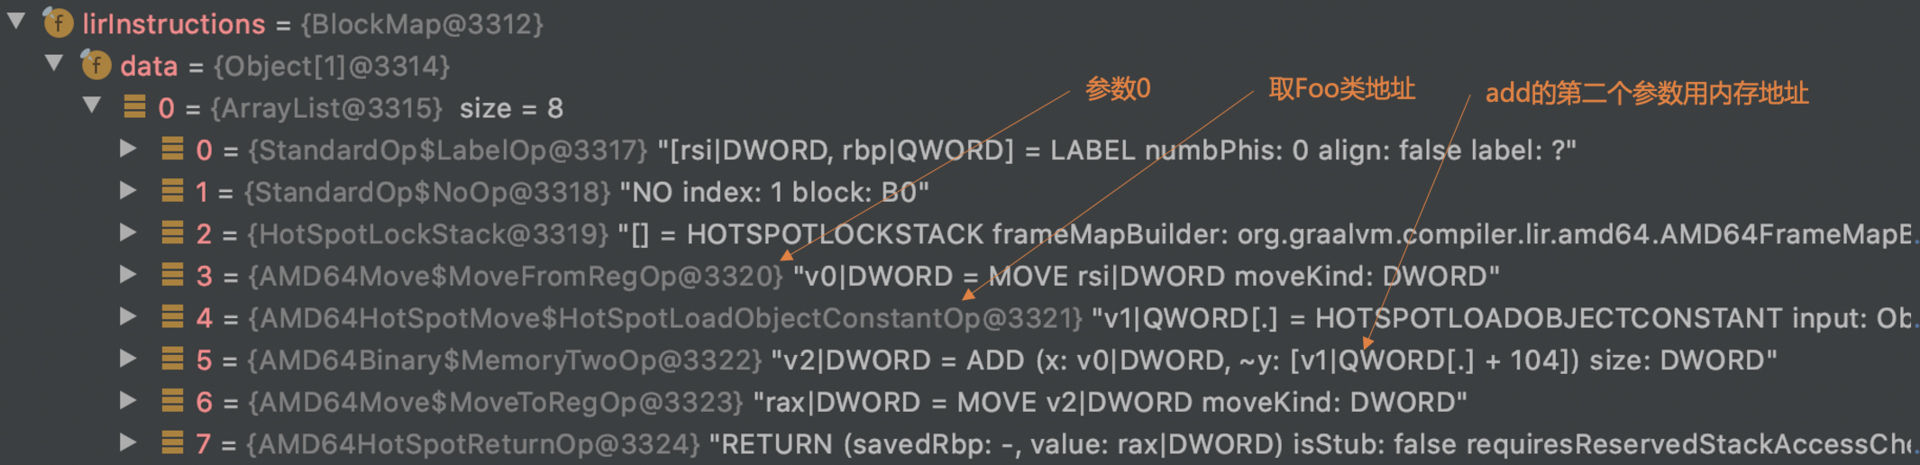 lirInstructions = {BlockMap@3312}
data = {Object[1]@3314}
参数0 取Foo类地址 add的第二个参数用内存地址
0 = {ArrayList@3315} size = 8
0 = {StandardOp$LabelOp@3317} "[rsi|DWORD, rbp|QWORD] = LABEL numbPhis: 0 align: false label: ?"
1 = {StandardOp$NoOp@3318} "NO index: 1 block: B0"
2 = {HotSpotLockStack@3319} "[] = HOTSPOTLOCKSTACK frameMapBuilder: org.graalvm.compiler.lir.amd64.AMD64FrameMapB...
3 = {AMD64Move$MoveFromRegOp@3320} "v0|DWORD = MOVE rsi|DWORD moveKind: DWORD"
4 = {AMD64HotSpotMove$HotSpotLoadObjectConstantOp@3321} "v1|QWORD[.] = HOTSPOTLOADOBJECTCONSTANT input: Ob...
5 = {AMD64Binary$MemoryTwoOp@3322} "v2|DWORD = ADD (x: v0|DWORD, ~y: [v1|QWORD[.] + 104]) size: DWORD"
6 = {AMD64Move$MoveToRegOp@3323} "rax|DWORD = MOVE v2|DWORD moveKind: DWORD"
7 = {AMD64HotSpotReturnOp@3324} "RETURN (savedRbp: -, value: rax|DWORD) isStub: false requiresReservedStackAccessChe...